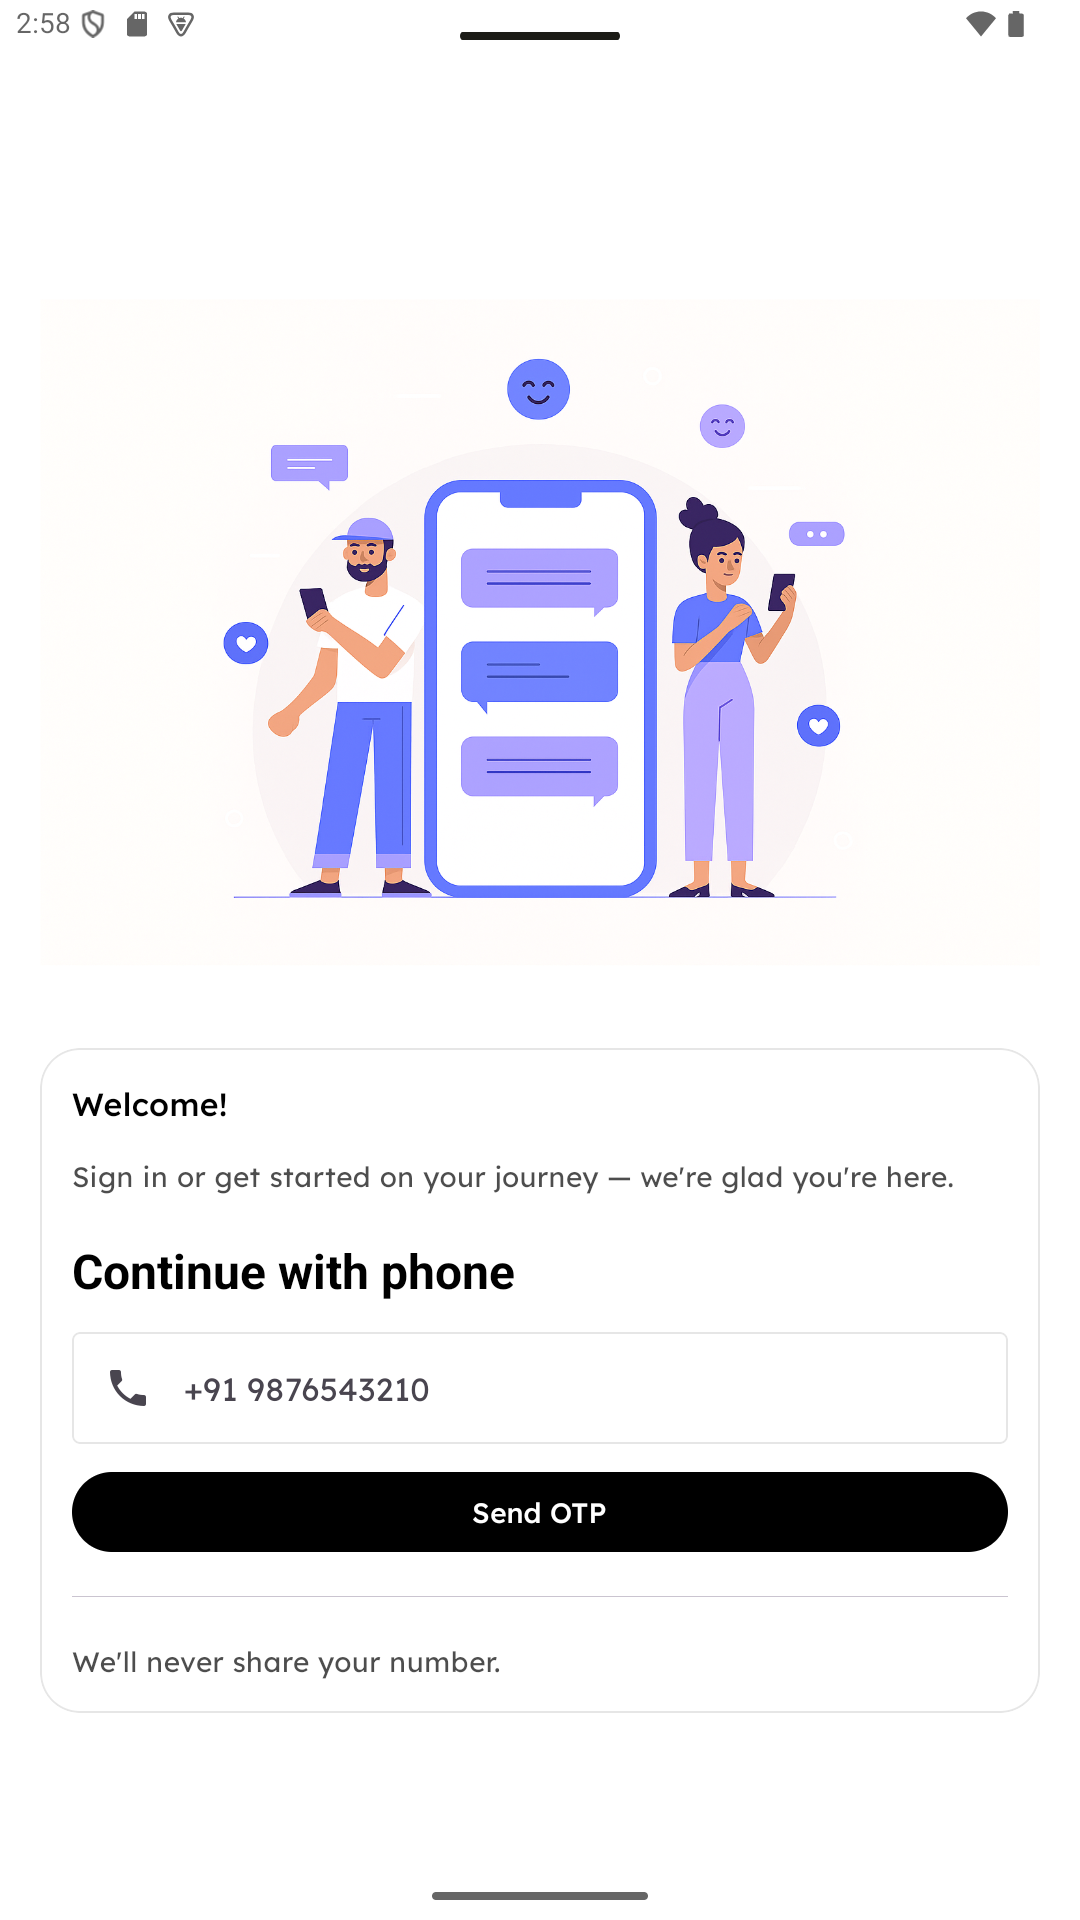 2:58
Welcome!
Sign in or get started on your journey — we're glad you're here.
Continue with phone
+91 9876543210
Send OTP
We'll never share your number.